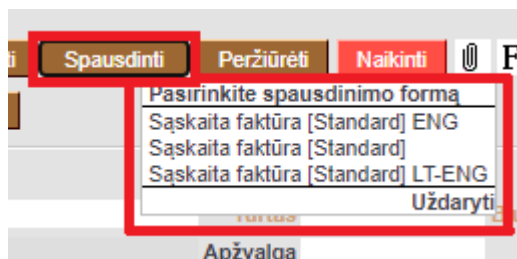 Spausdinti Peržiūrėti Naikinti
Pasirinkite spausdinimo formą
Sąskaita faktūra [Standard] ENG
Sąskaita faktūra [Standard]
Sąskaita faktūra [Standard] LT-ENG
Uždaryti
Turtas
Apžvalga